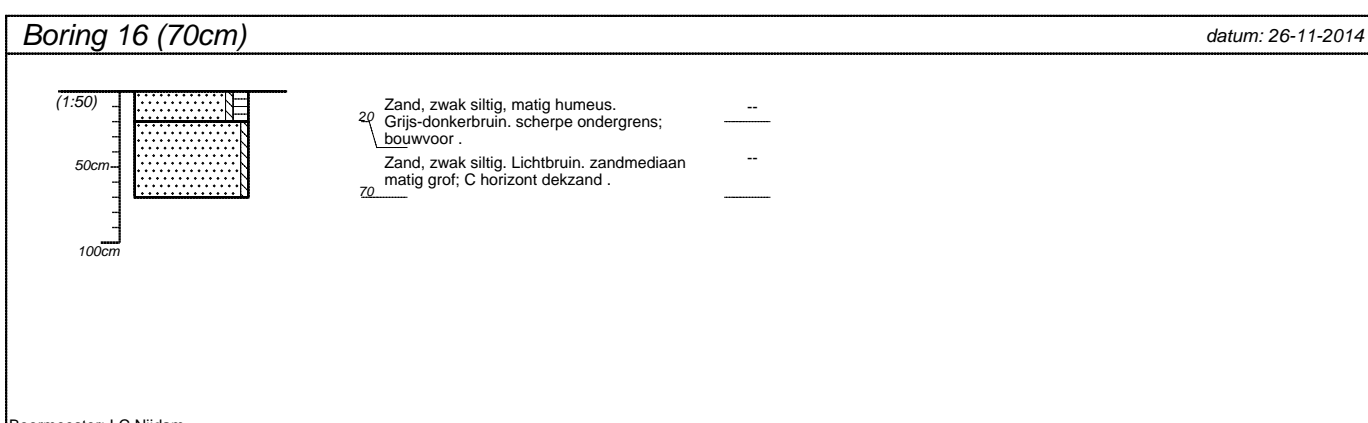 Boring 16 (70cm)
datum: 26-11-2014
(1:50)
50cm
100cm
20
Zand, zwak siltig, matig humeus.
Grijs-donkerbruin. scherpe ondergrens;
bouwvoor .
--
Zand, zwak siltig. Lichtbruin. zandmediaan
matig grof; C horizont dekzand .
--
70